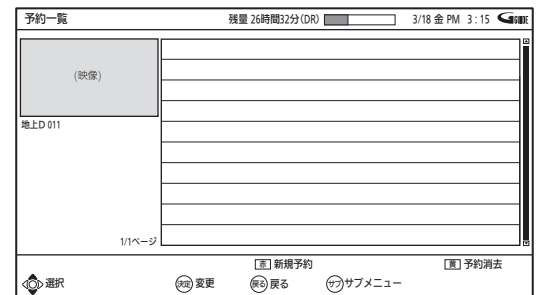 予約一覧 残量 26時間32分(DR) 3/18 金 PM 3:15 GGUIDE
(映像)
地上D 011
1/1ページ
赤 新規予約 黄 予約消去
選択 決定 変更 戻る 戻る サブ サブメニュー